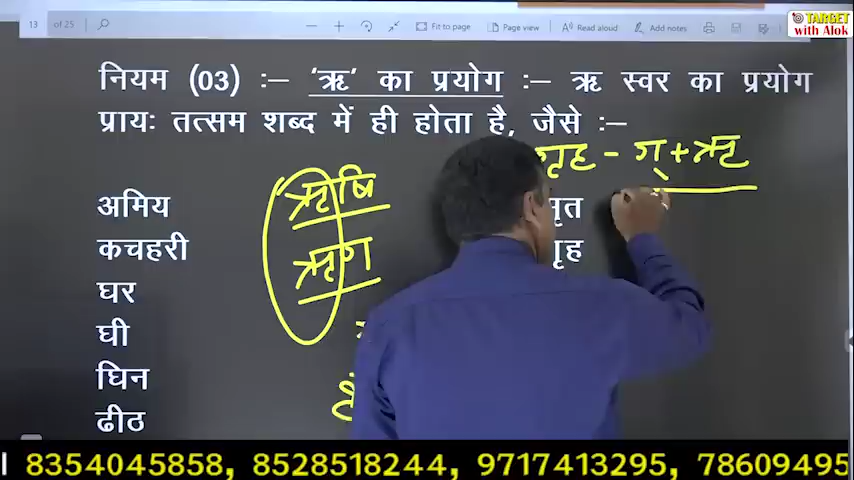 13 of 25
Fit to page
Page view
Read aloud
Add notes
TARGET
with Alok
नियम (03) :– 'ऋ' का प्रयोग :– ऋ स्वर का प्रयोग
प्रायः तत्सम शब्द में ही होता है, जैसे :–
गृह - ग् + ऋ
ऋषि
अमिय
कचहरी
ऋण
गृह
घर
घी
घिन
ढीठ
8354045858, 8528518244, 9717413295, 78609495